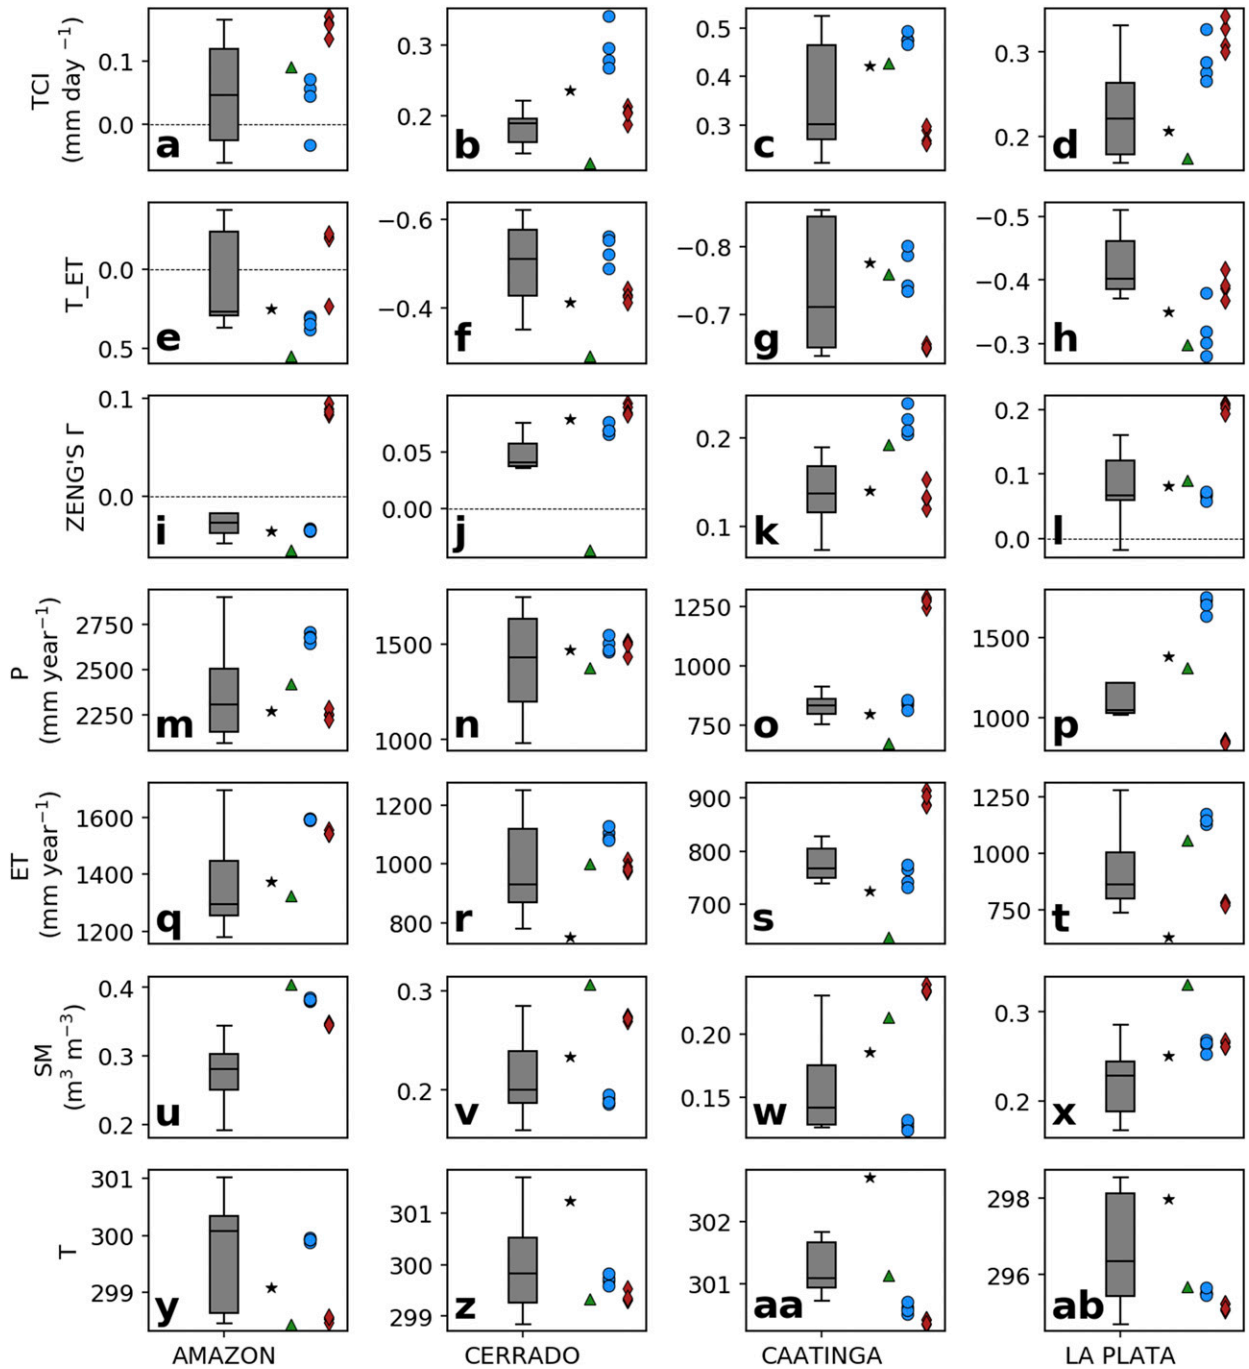 TCI
(mm day ⁻¹)
0.1
0.0
a
0.3
0.2
b
0.5
0.4
0.3
c
0.3
0.2
d
T_ET
0.0
0.5
e
−0.6
−0.4
f
−0.8
−0.7
g
−0.5
−0.4
−0.3
h
ZENG'S Γ
0.1
0.0
i
0.05
0.00
j
0.2
0.1
k
0.2
0.1
0.0
l
P
(mm year⁻¹)
2750
2500
2250
m
1500
1000
n
1250
1000
750
o
1500
1000
p
ET
(mm year⁻¹)
1600
1400
1200
q
1200
1000
800
r
900
800
700
s
1250
1000
750
t
SM
(m³ m⁻³)
0.4
0.3
0.2
u
0.3
0.2
v
0.20
0.15
w
0.3
0.2
x
T
301
300
299
y
301
300
299
z
302
301
aa
298
296
ab
AMAZON CERRADO CAATINGA LA PLATA